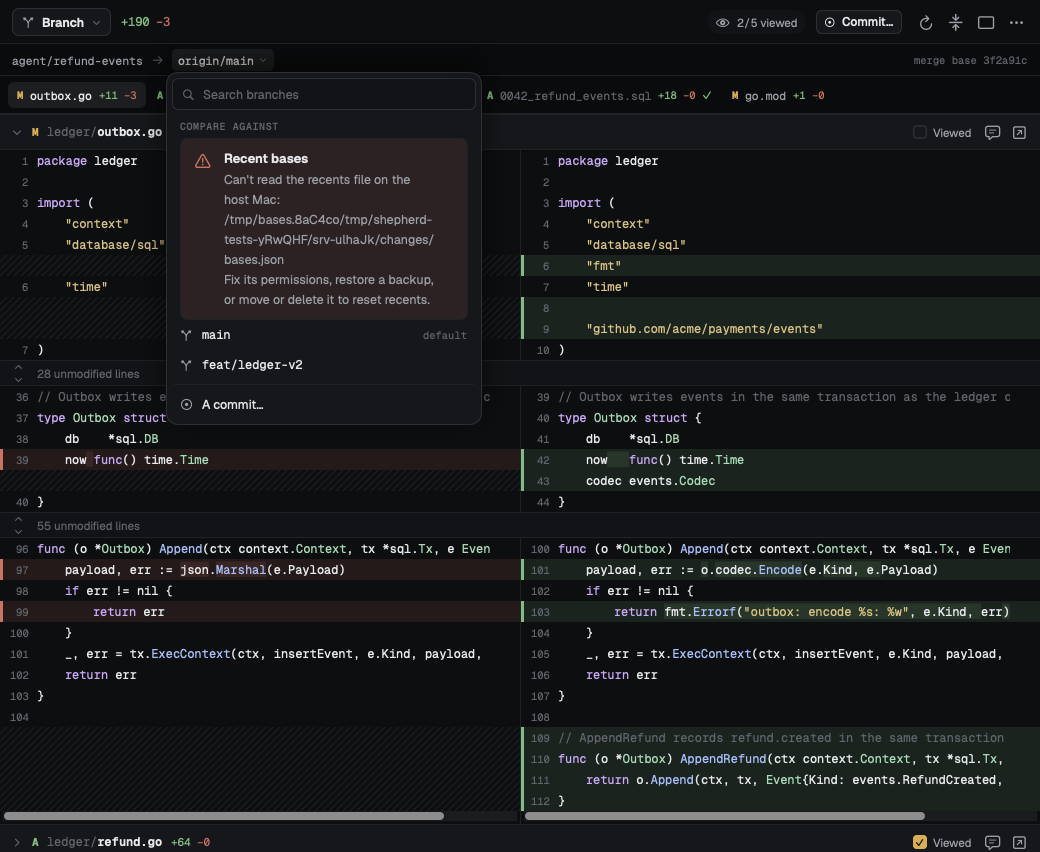 Branch +190 −3 2/5 viewed Commit…
agent/refund-events → origin/main merge base 3f2a91c
M outbox.go +11 −3 A 0042_refund_events.sql +18 −0 M go.mod +1 −0
Search branches
COMPARE AGAINST
Recent bases
Can't read the recents file on the
host Mac:
/tmp/bases.8aC4co/tmp/shepherd-
tests-yRwQHF/srv-ulhaJk/changes/
bases.json
Fix its permissions, restore a backup,
or move or delete it to reset recents.
main default
feat/ledger-v2
A commit…
M ledger/outbox.go Viewed
1 package ledger
2
3 import (
4 "context"
5 "database/sql"
6 "time"
7 )
28 unmodified lines
36 // Outbox writes e c
37 type Outbox struct
38 db *sql.DB
39 now func() time.Time
40 }
55 unmodified lines
96 func (o *Outbox) Append(ctx context.Context, tx *sql.Tx, e Even
97 payload, err := json.Marshal(e.Payload)
98 if err != nil {
99 return err
100 }
101 _, err = tx.ExecContext(ctx, insertEvent, e.Kind, payload,
102 return err
103 }
104
1 package ledger
2
3 import (
4 "context"
5 "database/sql"
6 "fmt"
7 "time"
8
9 "github.com/acme/payments/events"
10 )
39 // Outbox writes events in the same transaction as the ledger c
40 type Outbox struct {
41 db *sql.DB
42 now func() time.Time
43 codec events.Codec
44 }
100 func (o *Outbox) Append(ctx context.Context, tx *sql.Tx, e Even
101 payload, err := o.codec.Encode(e.Kind, e.Payload)
102 if err != nil {
103 return fmt.Errorf("outbox: encode %s: %w", e.Kind, err)
104 }
105 _, err = tx.ExecContext(ctx, insertEvent, e.Kind, payload,
106 return err
107 }
108
109 // AppendRefund records refund.created in the same transaction
110 func (o *Outbox) AppendRefund(ctx context.Context, tx *sql.Tx,
111 return o.Append(ctx, tx, Event{Kind: events.RefundCreated,
112 }
A ledger/refund.go +64 −0 Viewed